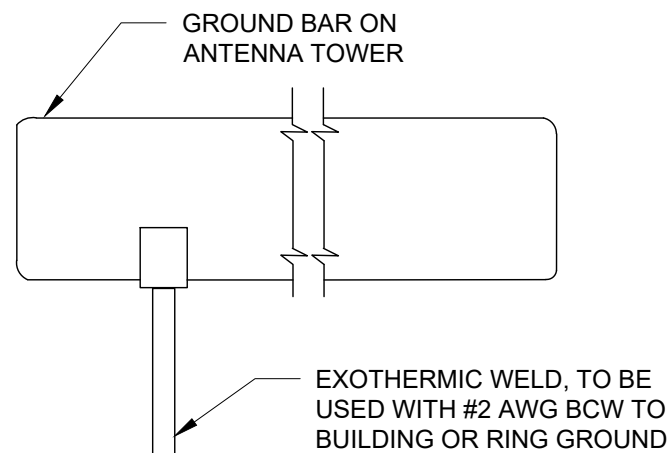 GROUND BAR ON
ANTENNA TOWER
EXOTHERMIC WELD, TO BE
USED WITH #2 AWG BCW TO
BUILDING OR RING GROUND